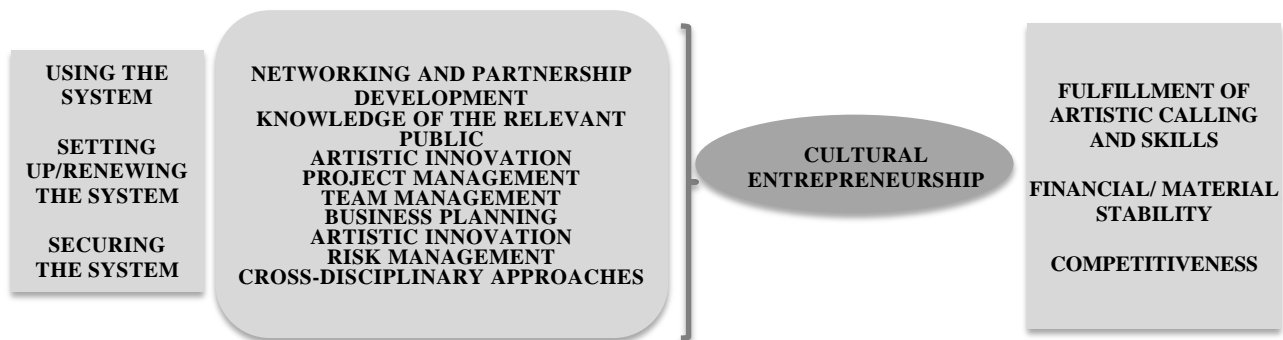 USING THE
SYSTEM
SETTING
UP/RENEWING
THE SYSTEM
SECURING
THE SYSTEM
NETWORKING AND PARTNERSHIP
DEVELOPMENT
KNOWLEDGE OF THE RELEVANT
PUBLIC
ARTISTIC INNOVATION
PROJECT MANAGEMENT
TEAM MANAGEMENT
BUSINESS PLANNING
ARTISTIC INNOVATION
RISK MANAGEMENT
CROSS-DISCIPLINARY APPROACHES
CULTURAL
ENTREPRENEURSHIP
FULFILLMENT OF
ARTISTIC CALLING
AND SKILLS
FINANCIAL/ MATERIAL
STABILITY
COMPETITIVENESS